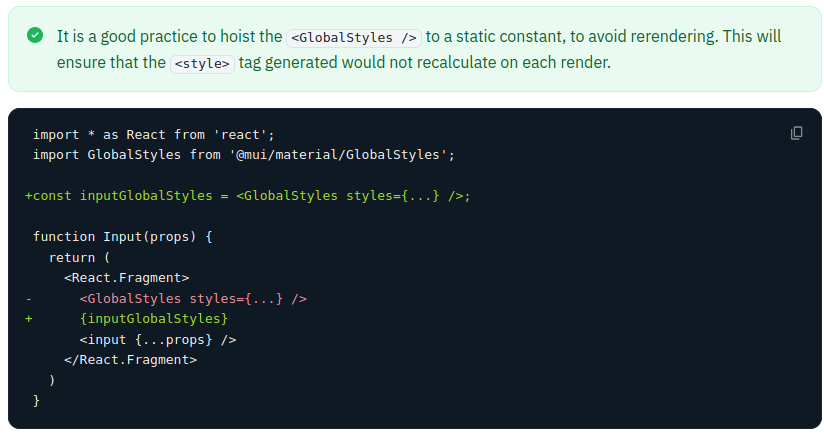 It is a good practice to hoist the <GlobalStyles /> to a static constant, to avoid rerendering. This will
ensure that the <style> tag generated would not recalculate on each render.
 import * as React from 'react';
 import GlobalStyles from '@mui/material/GlobalStyles';

+const inputGlobalStyles = <GlobalStyles styles={...} />;

 function Input(props) {
   return (
     <React.Fragment>
-      <GlobalStyles styles={...} />
+      {inputGlobalStyles}
       <input {...props} />
     </React.Fragment>
   )
 }